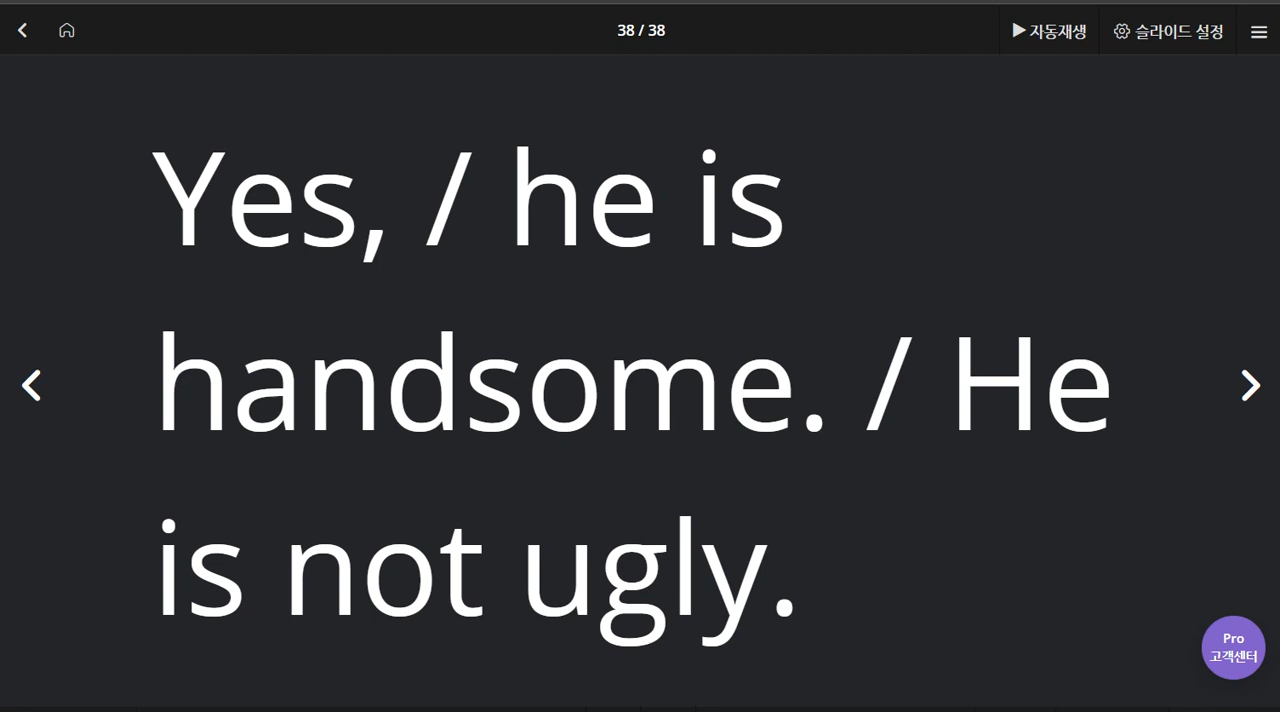 38 / 38
▶ 자동재생
슬라이드 설정
Yes, / he is
handsome. / He
is not ugly.
Pro
고객센터